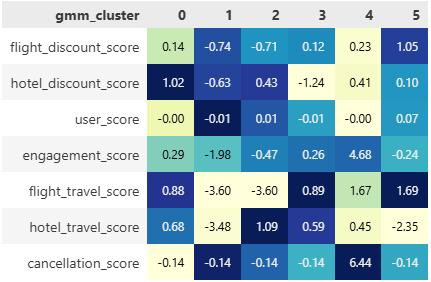 gmm_cluster 0 1 2 3 4 5
flight_discount_score 0.14 -0.74 -0.71 0.12 0.23 1.05
hotel_discount_score 1.02 -0.63 0.43 -1.24 0.41 0.10
user_score -0.00 -0.01 0.01 -0.01 -0.00 0.07
engagement_score 0.29 -1.98 -0.47 0.26 4.68 -0.24
flight_travel_score 0.88 -3.60 -3.60 0.89 1.67 1.69
hotel_travel_score 0.68 -3.48 1.09 0.59 0.45 -2.35
cancellation_score -0.14 -0.14 -0.14 -0.14 6.44 -0.14